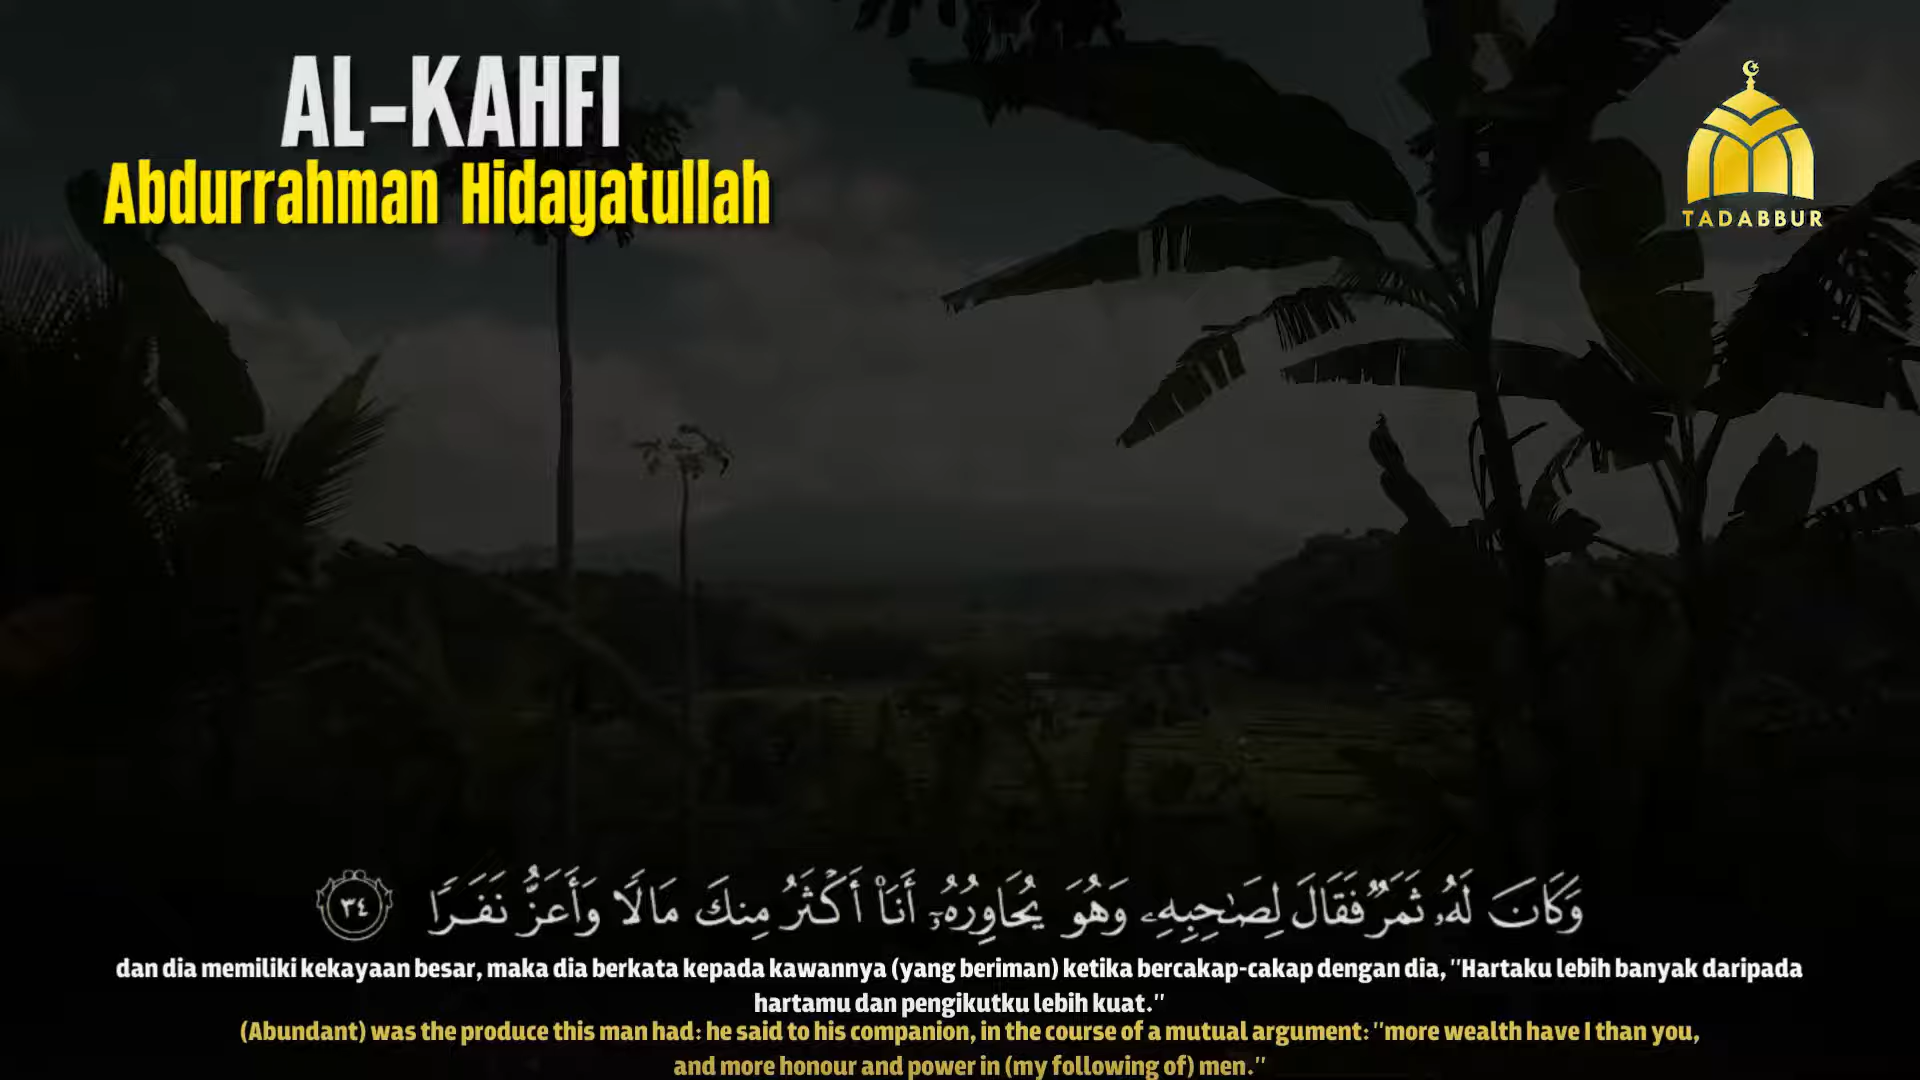 AL-KAHFI
Abdurrahman Hidayatullah
TADABBUR
وَكَانَ لَهُۥ ثَمَرٌ فَقَالَ لِصَٰحِبِهِۦ وَهُوَ يُحَاوِرُهُۥٓ أَنَا۠ أَكْثَرُ مِنكَ مَالًا وَأَعَزُّ نَفَرًا ٣٤
dan dia memiliki kekayaan besar, maka dia berkata kepada kawannya (yang beriman) ketika bercakap-cakap dengan dia, "Hartaku lebih banyak daripada
hartamu dan pengikutku lebih kuat."
(Abundant) was the produce this man had: he said to his companion, in the course of a mutual argument: "more wealth have I than you,
and more honour and power in (my following of) men."